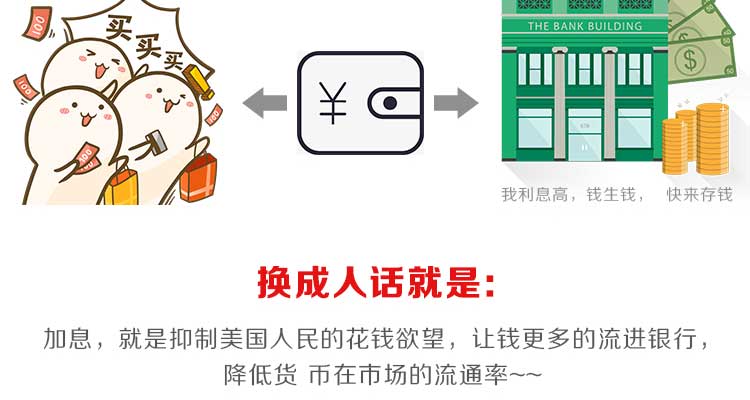 买买买
100
100
100
THE BANK BUILDING
¥
$
$
我利息高，钱生钱， 快来存钱
换成人话就是：
加息，就是抑制美国人民的花钱欲望，让钱更多的流进银行，
降低货 币在市场的流通率~~